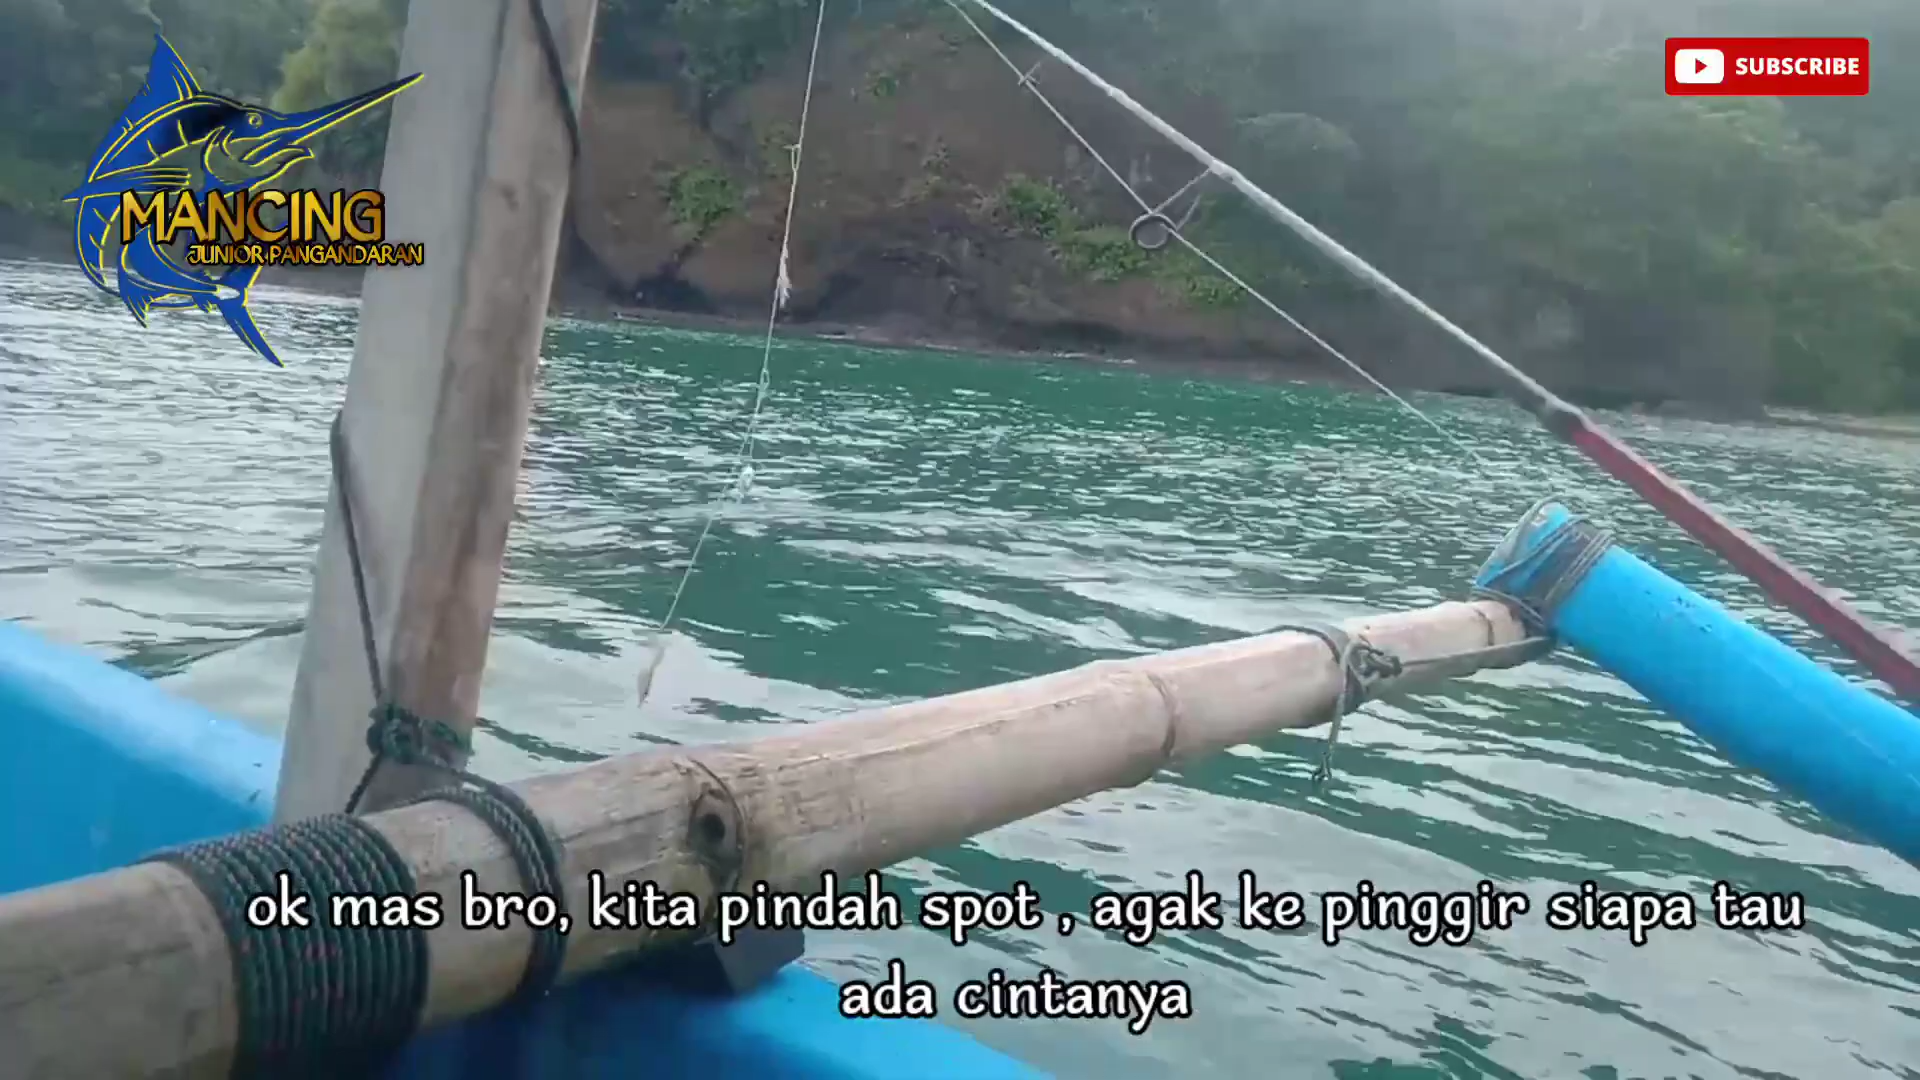 SUBSCRIBE
MANCING
JUNIOR PANGANDARAN
ok mas bro, kita pindah spot , agak ke pinggir siapa tau
ada cintanya